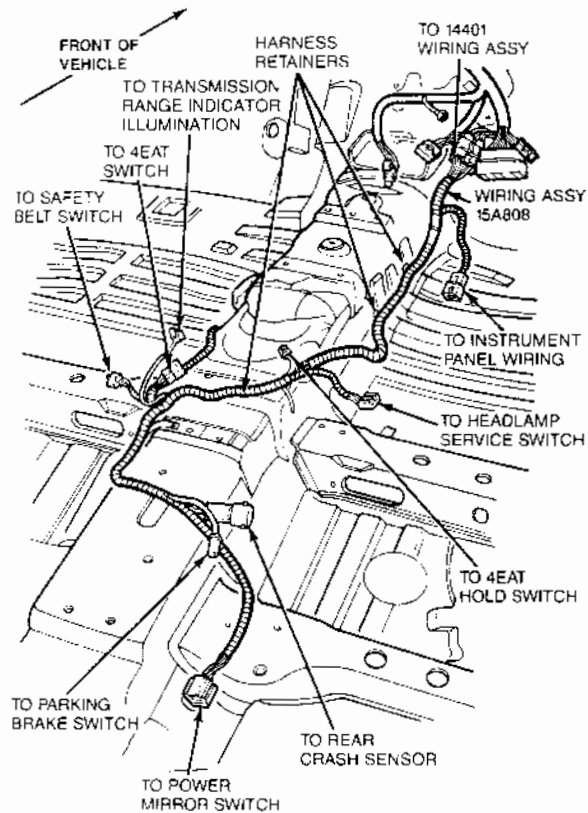 FRONT OF
VEHICLE
HARNESS
RETAINERS
TO 14401
WIRING ASSY
TO TRANSMISSION
RANGE INDICATOR
ILLUMINATION
TO 4EAT
SWITCH
TO SAFETY
BELT SWITCH
WIRING ASSY
15A808
TO INSTRUMENT
PANEL WIRING
TO HEADLAMP
SERVICE SWITCH
TO 4EAT
HOLD SWITCH
TO PARKING
BRAKE SWITCH
TO REAR
CRASH SENSOR
TO POWER
MIRROR SWITCH